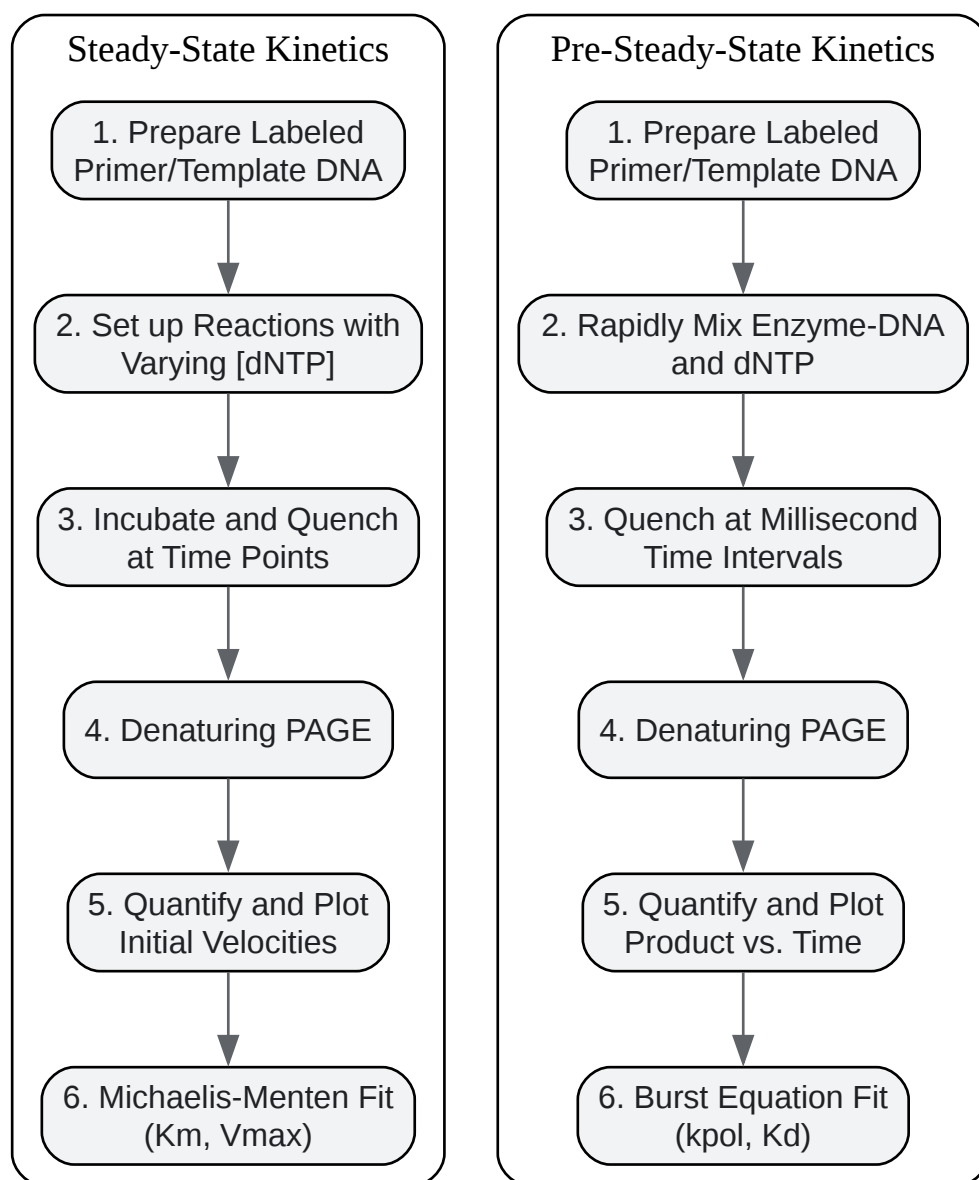 Steady-State Kinetics
1. Prepare Labeled
Primer/Template DNA
2. Set up Reactions with
Varying [dNTP]
3. Incubate and Quench
at Time Points
4. Denaturing PAGE
5. Quantify and Plot
Initial Velocities
6. Michaelis-Menten Fit
(Km, Vmax)
Pre-Steady-State Kinetics
1. Prepare Labeled
Primer/Template DNA
2. Rapidly Mix Enzyme-DNA
and dNTP
3. Quench at Millisecond
Time Intervals
4. Denaturing PAGE
5. Quantify and Plot
Product vs. Time
6. Burst Equation Fit
(kpol, Kd)